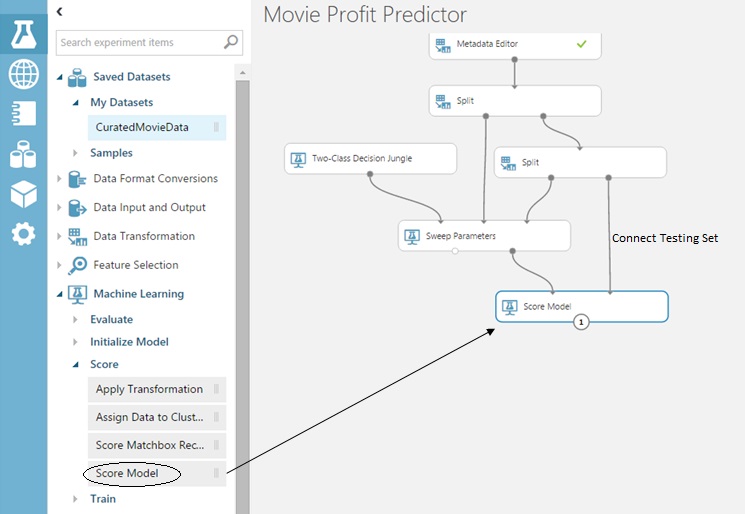 Movie Profit Predictor
Search experiment items
Saved Datasets
My Datasets
CuratedMovieData
Samples
Data Format Conversions
Data Input and Output
Data Transformation
Feature Selection
Machine Learning
Evaluate
Initialize Model
Score
Apply Transformation
Assign Data to Clust...
Score Matchbox Rec...
Score Model
Train
Metadata Editor
Split
Two-Class Decision Jungle
Split
Sweep Parameters
Connect Testing Set
Score Model
1